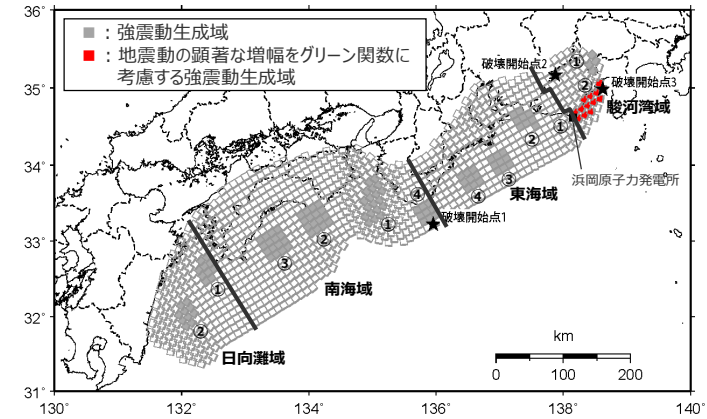 36°
■：強震動生成域
■：地震動の顕著な増幅をグリーン関数に
考慮する強震動生成域
破壊開始点2
①
35°
②
破壊開始点3
駿河湾域
①
②
34°
浜岡原子力発電所
③
④
④
東海域
破壊開始点1
①
②
33°
③
南海域
①
32°
②
日向灘域
km
0 100 200
31°
130° 132° 134° 136° 138° 140°